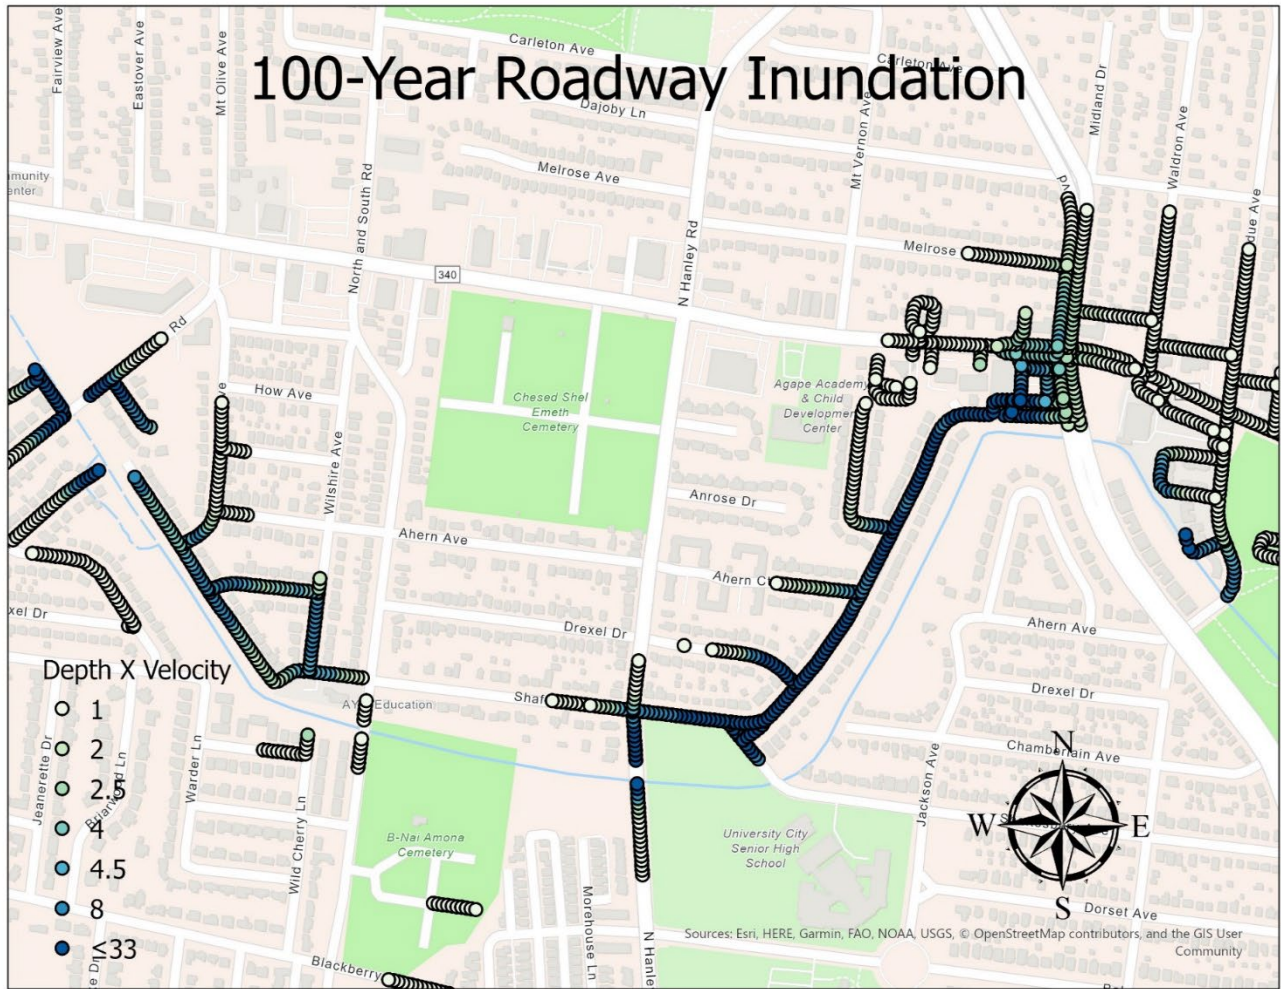 100-Year Roadway Inundation
Fairview Ave
Eastover Ave
Mt Olive Ave
Carleton Ave
Carleton Ave
Dajoby Ln
Melrose Ave
Mt Vernon Ave
Midland Dr
Waldron Ave
North and South Rd
N Hanley Rd
Melrose
340
Rd
How Ave
Wilshire Ave
Chesed Shel
Emeth
Cemetery
Agape Academy
& Child
Development
Center
Anrose Dr
Ahern Ave
Ahern C
Drexel Dr
Ahern Ave
Drexel Dr
Depth X Velocity
1
2
2.5
4
4.5
8
≤33
Education
Chamberlain Ave
Jeanerette Dr
Warder Ln
Wild Cherry Ln
B-Nai Amona
Cemetery
Morehouse Ln
N Hanley
University City
Senior High
School
Jackson Ave
N
W
E
S
Dorset Ave
Blackberry
Sources: Esri, HERE, Garmin, FAO, NOAA, USGS, © OpenStreetMap contributors, and the GIS User
Community